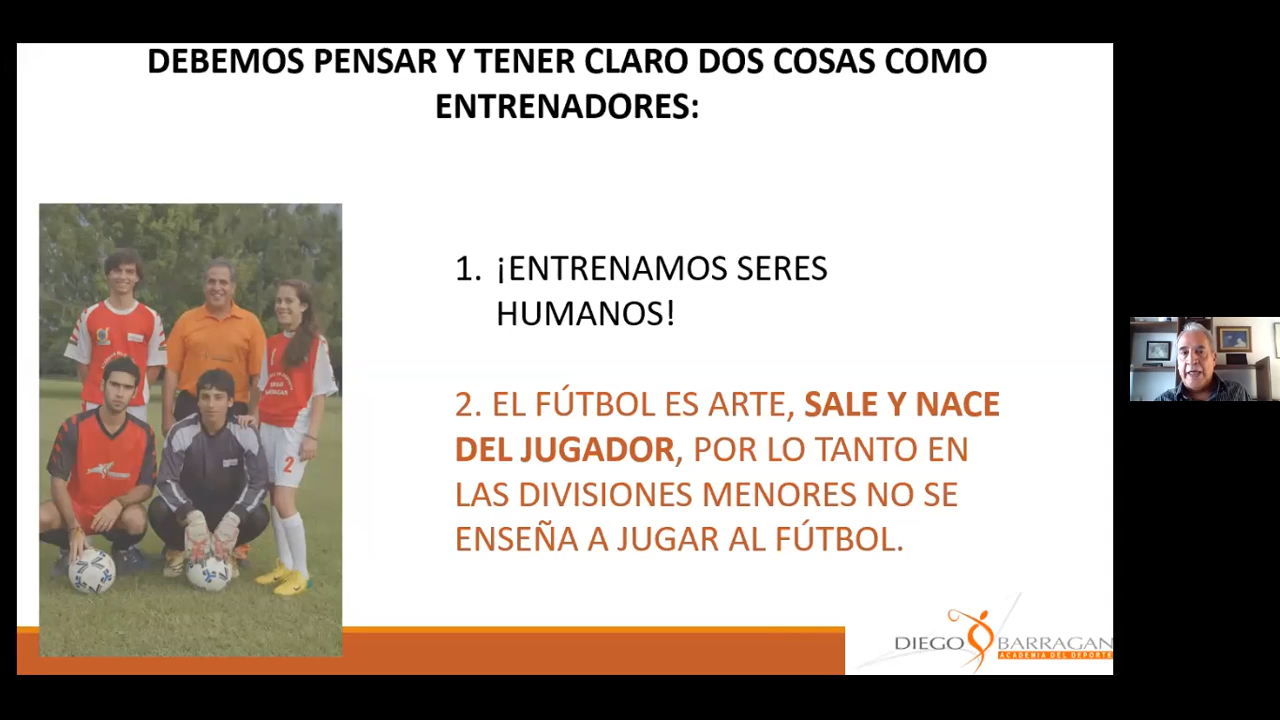 DEBEMOS PENSAR Y TENER CLARO DOS COSAS COMO
ENTRENADORES:
1. ¡ENTRENAMOS SERES
HUMANOS!
2. EL FÚTBOL ES ARTE, SALE Y NACE
DEL JUGADOR, POR LO TANTO EN
LAS DIVISIONES MENORES NO SE
ENSEÑA A JUGAR AL FÚTBOL.
2
DIEGO BARRAGAN
ACADEMIA DEL DEPORTE